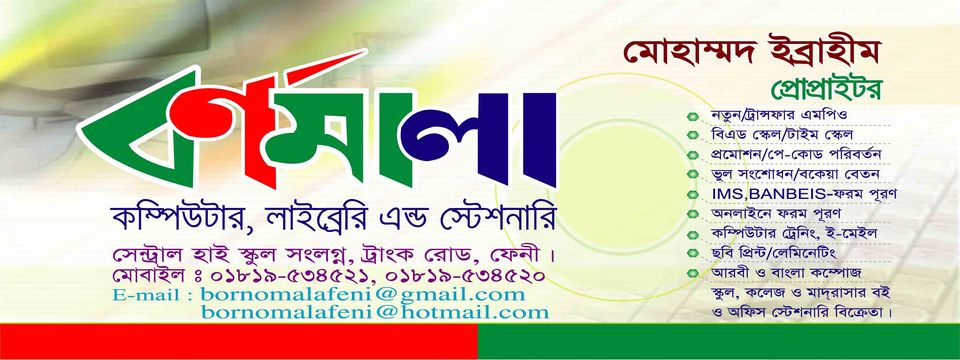 বর্ণমালা
কম্পিউটার, লাইব্রেরি এন্ড স্টেশনারি
সেন্ট্রাল হাই স্কুল সংলগ্ন, ট্রাংক রোড, ফেনী।
মোবাইল ঃ ০১৮১৯-৫৩৪৫২১, ০১৮১৯-৫৩৪৫২০
E-mail : bornomalafeni@gmail.com
bornomalafeni@hotmail.com
মোহাম্মদ ইব্রাহীম
প্রোপ্রাইটর
নতুন/ট্রান্সফার এমপিও
বিএড স্কেল/টাইম স্কেল
প্রমোশন/পে-কোড পরিবর্তন
ভুল সংশোধন/বকেয়া বেতন
IMS,BANBEIS-ফরম পূরণ
অনলাইনে ফরম পূরণ
কম্পিউটার ট্রেনিং, ই-মেইল
ছবি প্রিন্ট/লেমিনেটিং
আরবী ও বাংলা কম্পোজ
স্কুল, কলেজ ও মাদ্রাসার বই
ও অফিস স্টেশনারি বিক্রেতা।